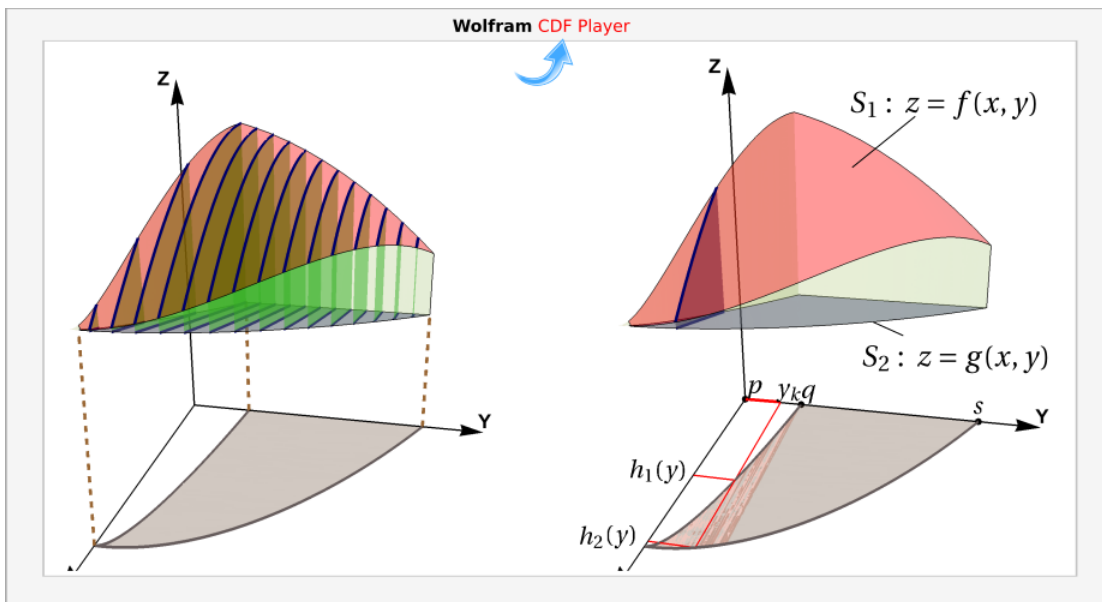 Wolfram CDF Player
Z
Y
Z
S₁ : z = f(x, y)
S₂ : z = g(x, y)
p yₖ q s
Y
h₁(y)
h₂(y)